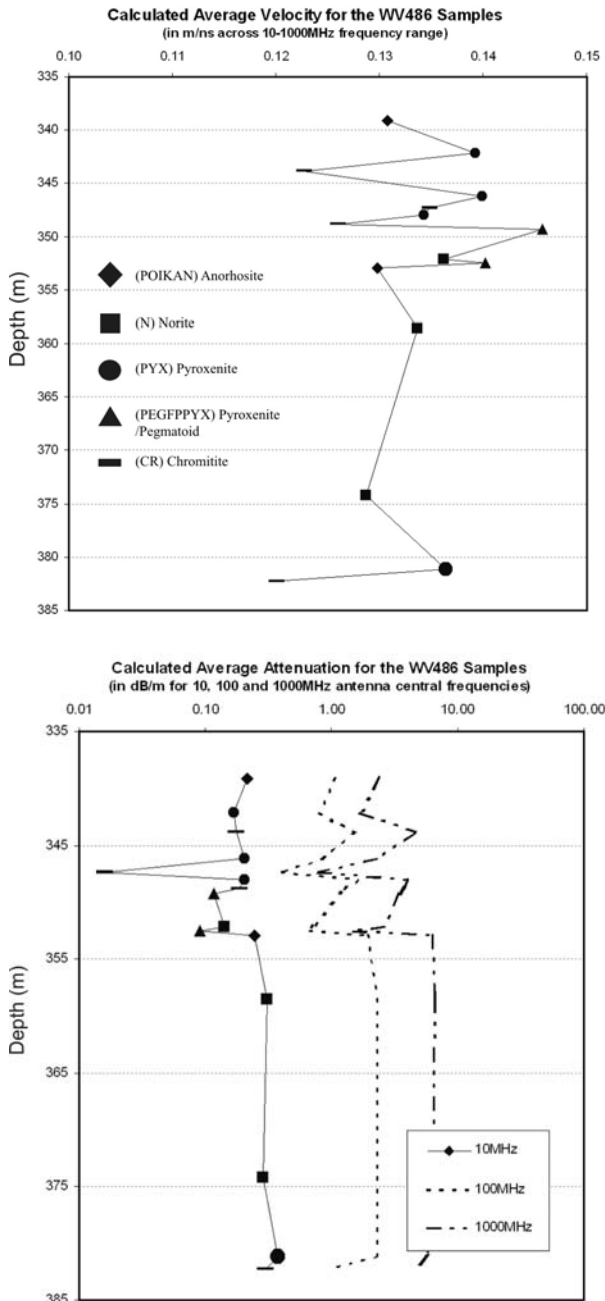 Calculated Average Velocity for the WV486 Samples
(in m/ns across 10-1000MHz frequency range)
0.10 0.11 0.12 0.13 0.14 0.15
335
340
345
350
355
360
365
370
375
380
385
Depth (m)
(POIKAN) Anorhosite
(N) Norite
(PYX) Pyroxenite
(PEGFPPYX) Pyroxenite
/Pegmatoid
(CR) Chromitite
Calculated Average Attenuation for the WV486 Samples
(in dB/m for 10, 100 and 1000MHz antenna central frequencies)
0.01 0.10 1.00 10.00 100.00
335
345
355
365
375
385
Depth (m)
10MHz
100MHz
1000MHz